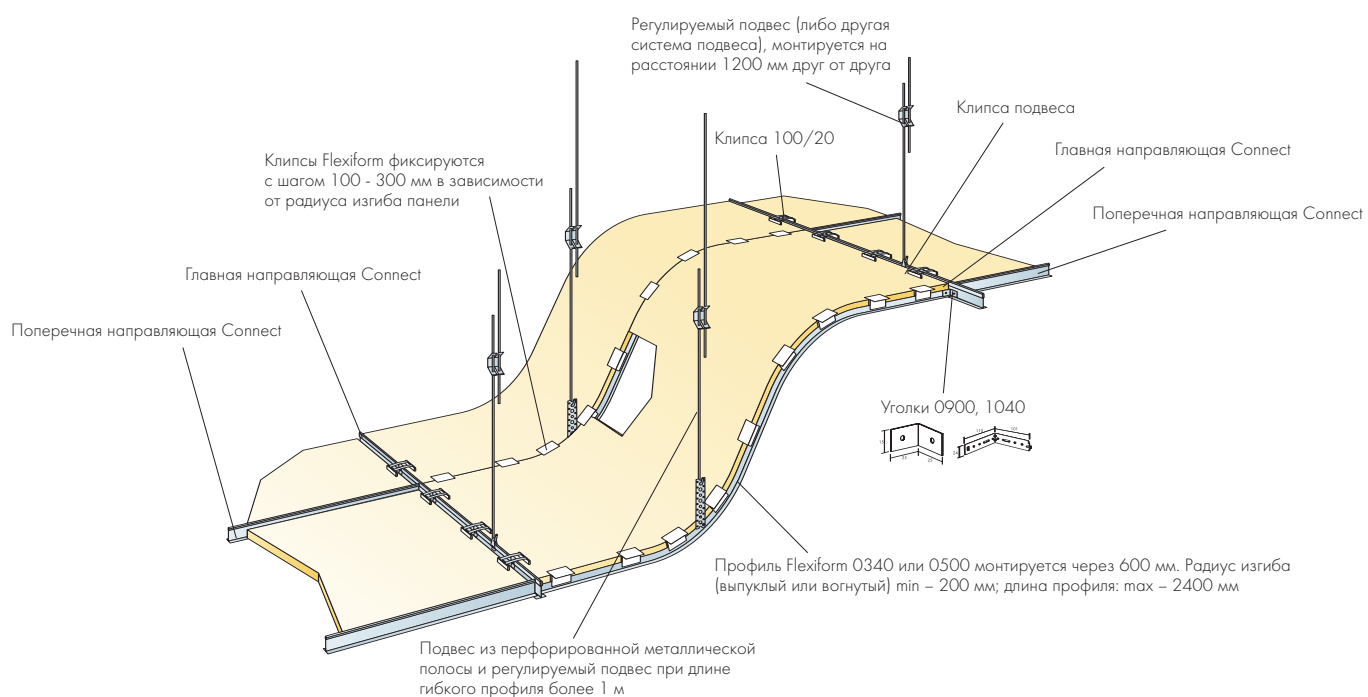 Регулируемый подвес (либо другая
система подвеса), монтируется на
расстоянии 1200 мм друг от друга
Клипса подвеса
Клипса 100/20
Главная направляющая Connect
Клипсы Flexiform фиксируются
с шагом 100 - 300 мм в зависимости
от радиуса изгиба панели
Поперечная направляющая Connect
Главная направляющая Connect
Поперечная направляющая Connect
Уголки 0900, 1040
Профиль Flexiform 0340 или 0500 монтируется через 600 мм. Радиус изгиба
(выпуклый или вогнутый) min – 200 мм; длина профиля: max – 2400 мм
Подвес из перфорированной металлической
полосы и регулируемый подвес при длине
гибкого профиля более 1 м